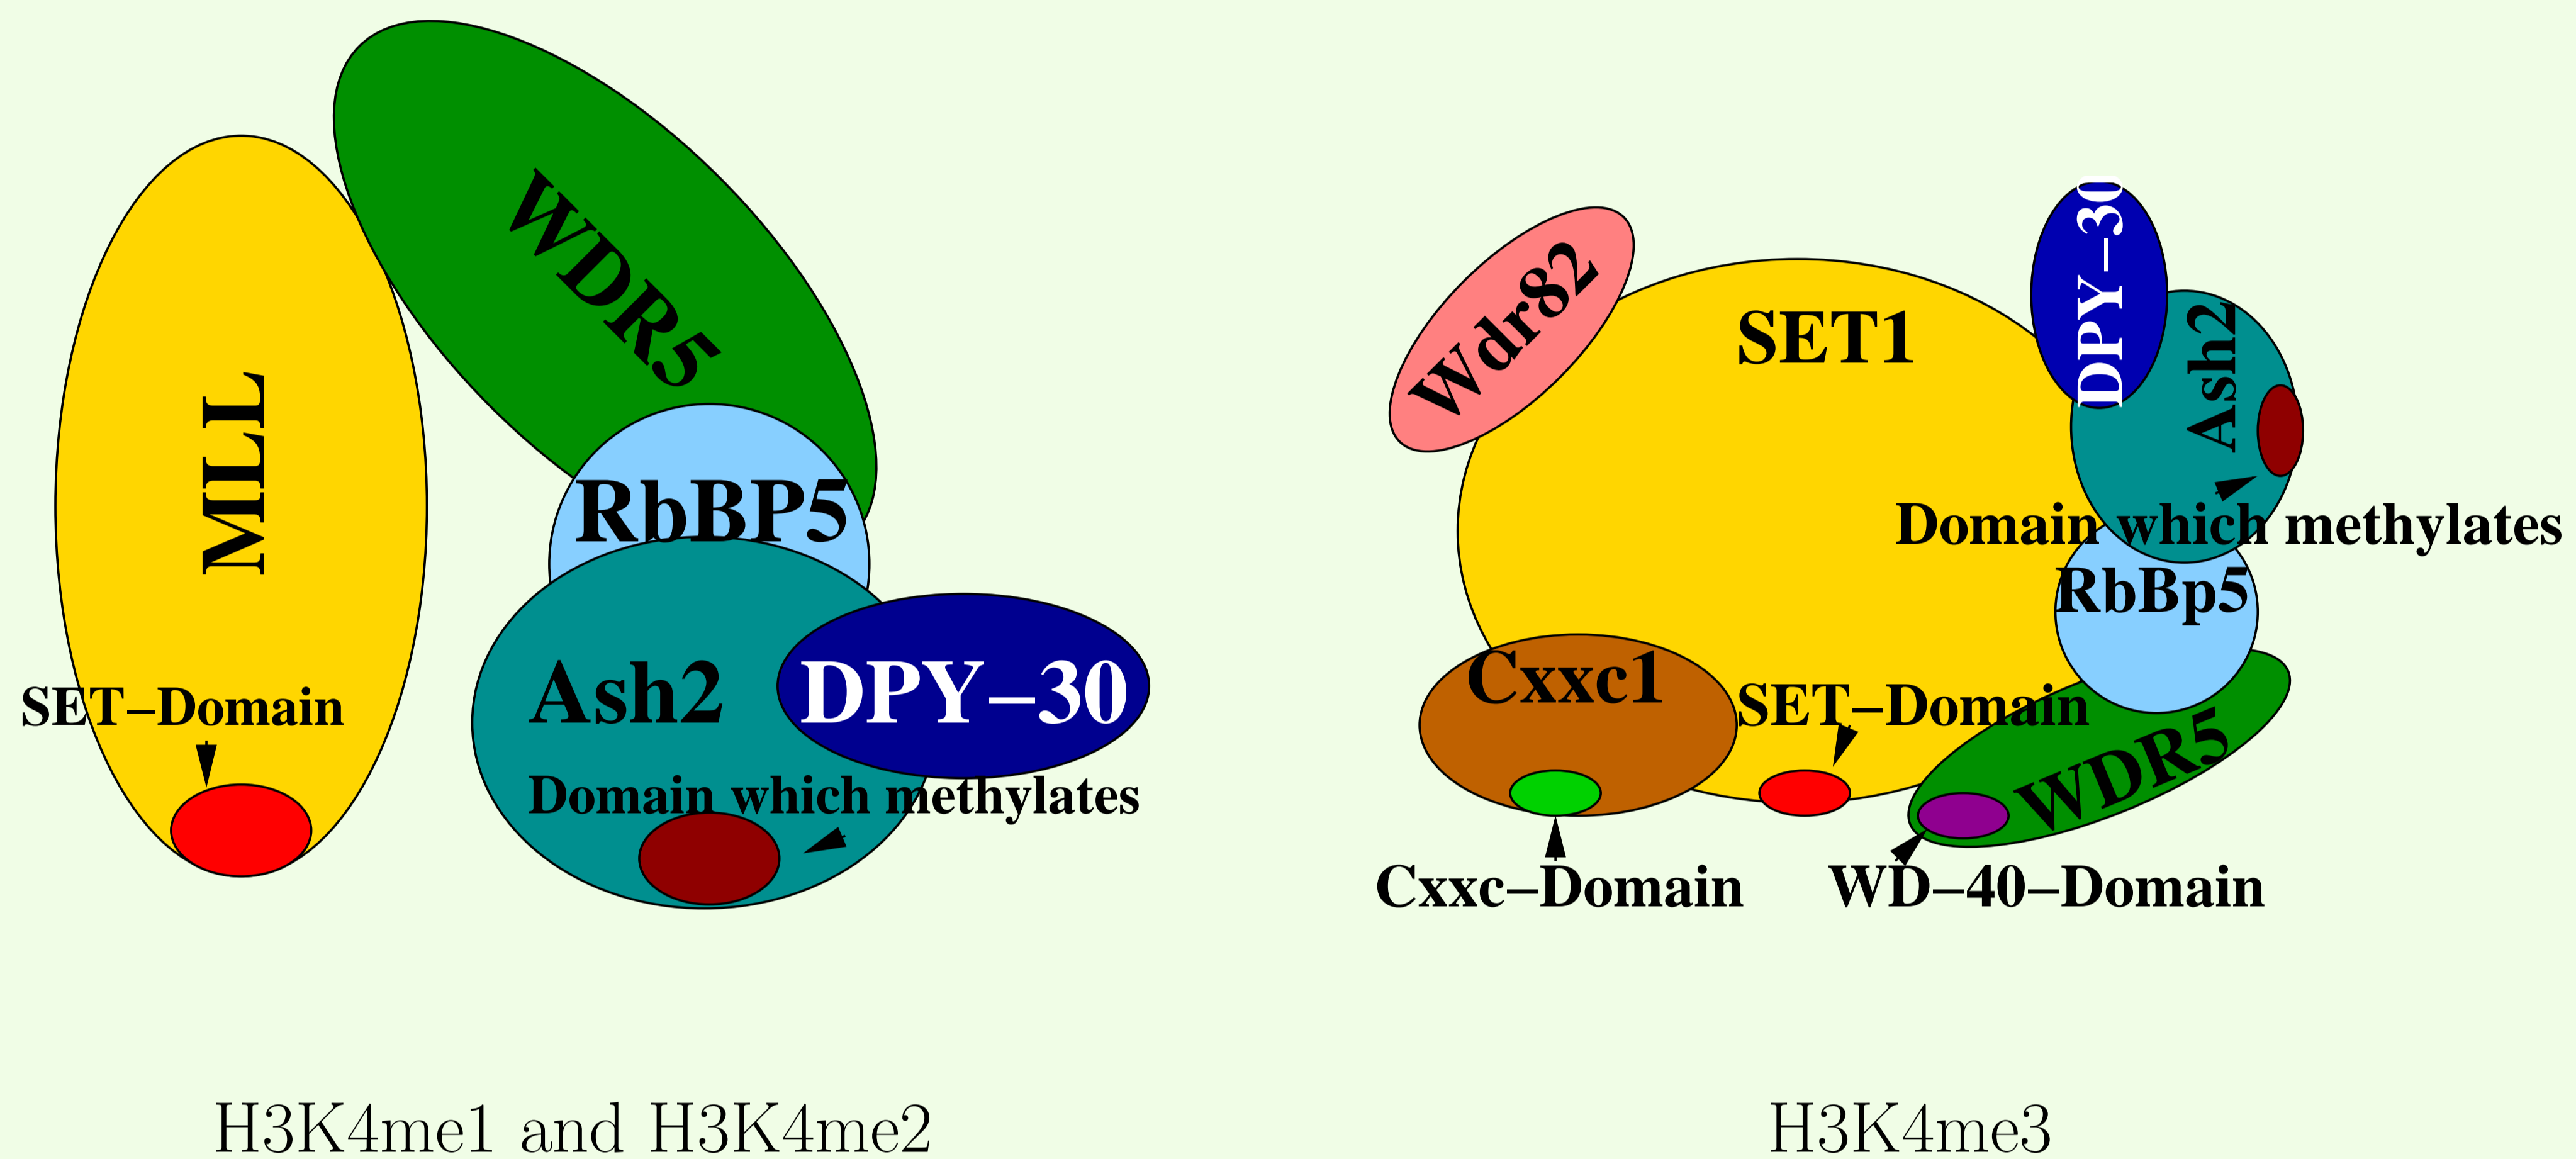 MLL
WDR5
RbBP5
Ash2
DPY–30
SET–Domain
Domain which methylates
H3K4me1 and H3K4me2
Wdr82
SET1
DPY–30
Ash2
Domain which methylates
RbBp5
Cxxc1
SET–Domain
WDR5
Cxxc–Domain
WD–40–Domain
H3K4me3